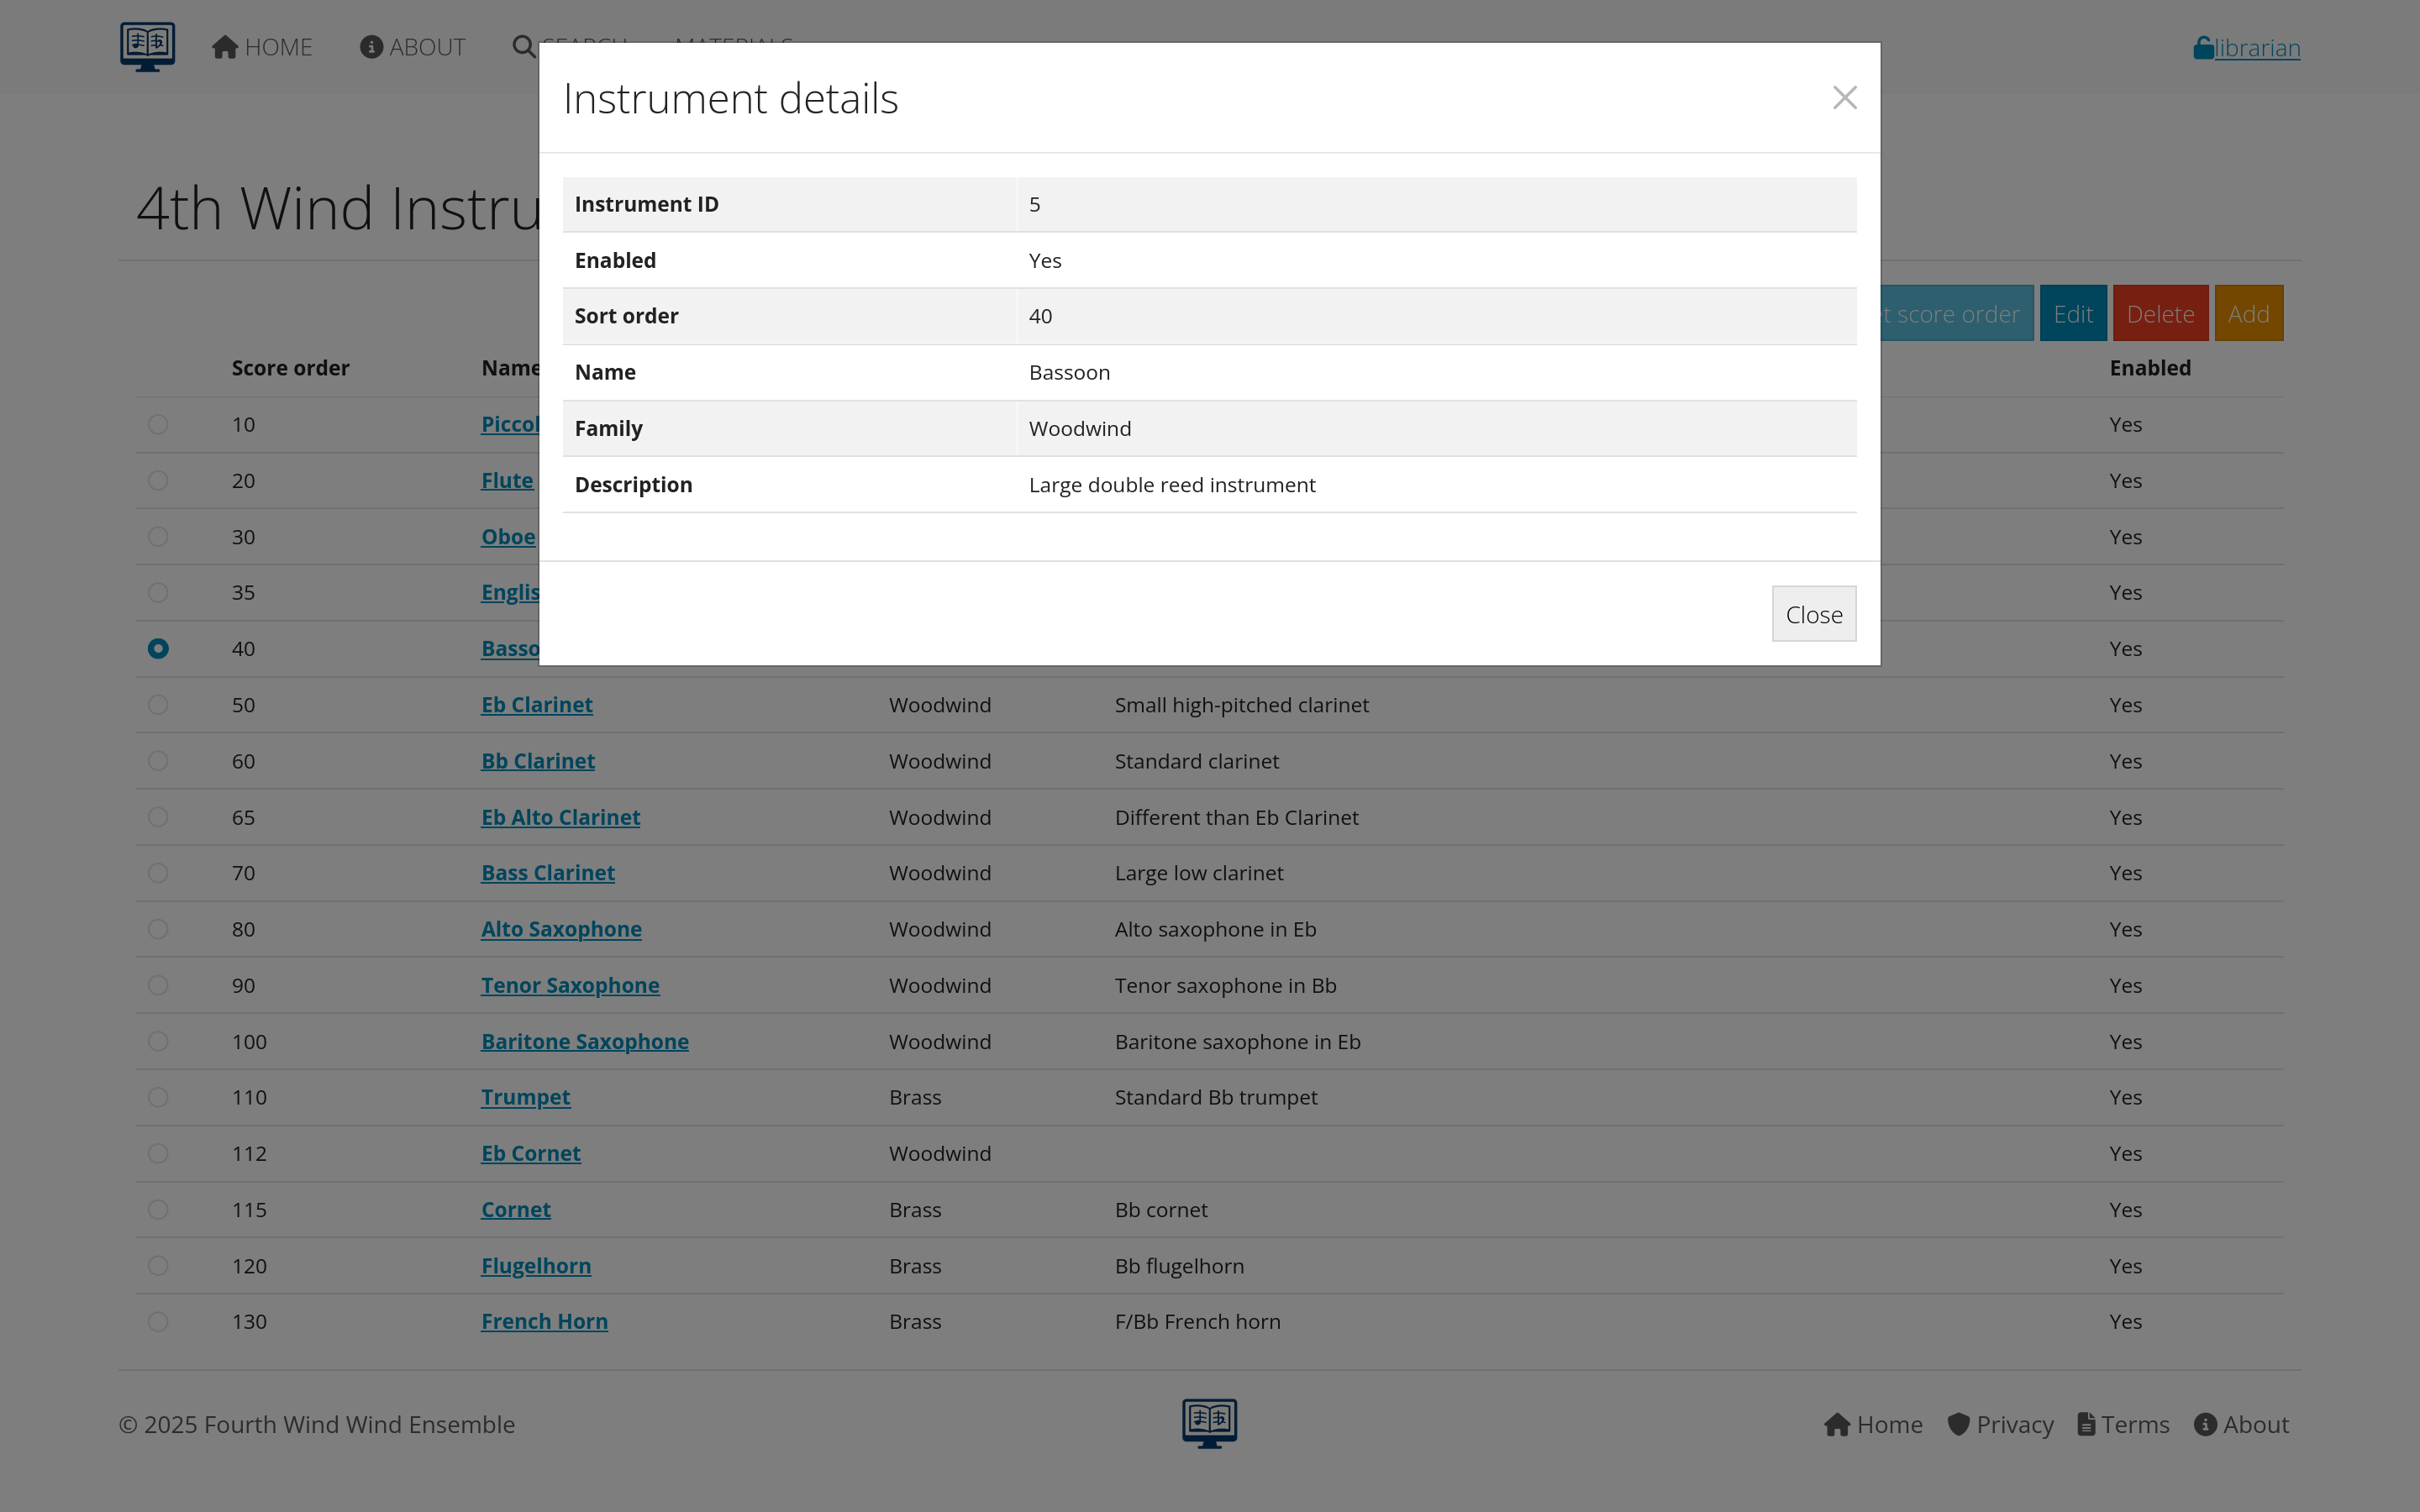 HOME ABOUT SEARCH MATERIALS librarian
Instrument details
4th Wind Instru
Instrument ID 5
Enabled Yes
Sort order 40
Name Bassoon
Family Woodwind
Description Large double reed instrument
Close
t score order Edit Delete Add
Score order Name Enabled
10 Piccol Yes
20 Flute Yes
30 Oboe Yes
35 Englis Yes
40 Basso Yes
50 Eb Clarinet Woodwind Small high-pitched clarinet Yes
60 Bb Clarinet Woodwind Standard clarinet Yes
65 Eb Alto Clarinet Woodwind Different than Eb Clarinet Yes
70 Bass Clarinet Woodwind Large low clarinet Yes
80 Alto Saxophone Woodwind Alto saxophone in Eb Yes
90 Tenor Saxophone Woodwind Tenor saxophone in Bb Yes
100 Baritone Saxophone Woodwind Baritone saxophone in Eb Yes
110 Trumpet Brass Standard Bb trumpet Yes
112 Eb Cornet Woodwind Yes
115 Cornet Brass Bb cornet Yes
120 Flugelhorn Brass Bb flugelhorn Yes
130 French Horn Brass F/Bb French horn Yes
© 2025 Fourth Wind Wind Ensemble Home Privacy Terms About